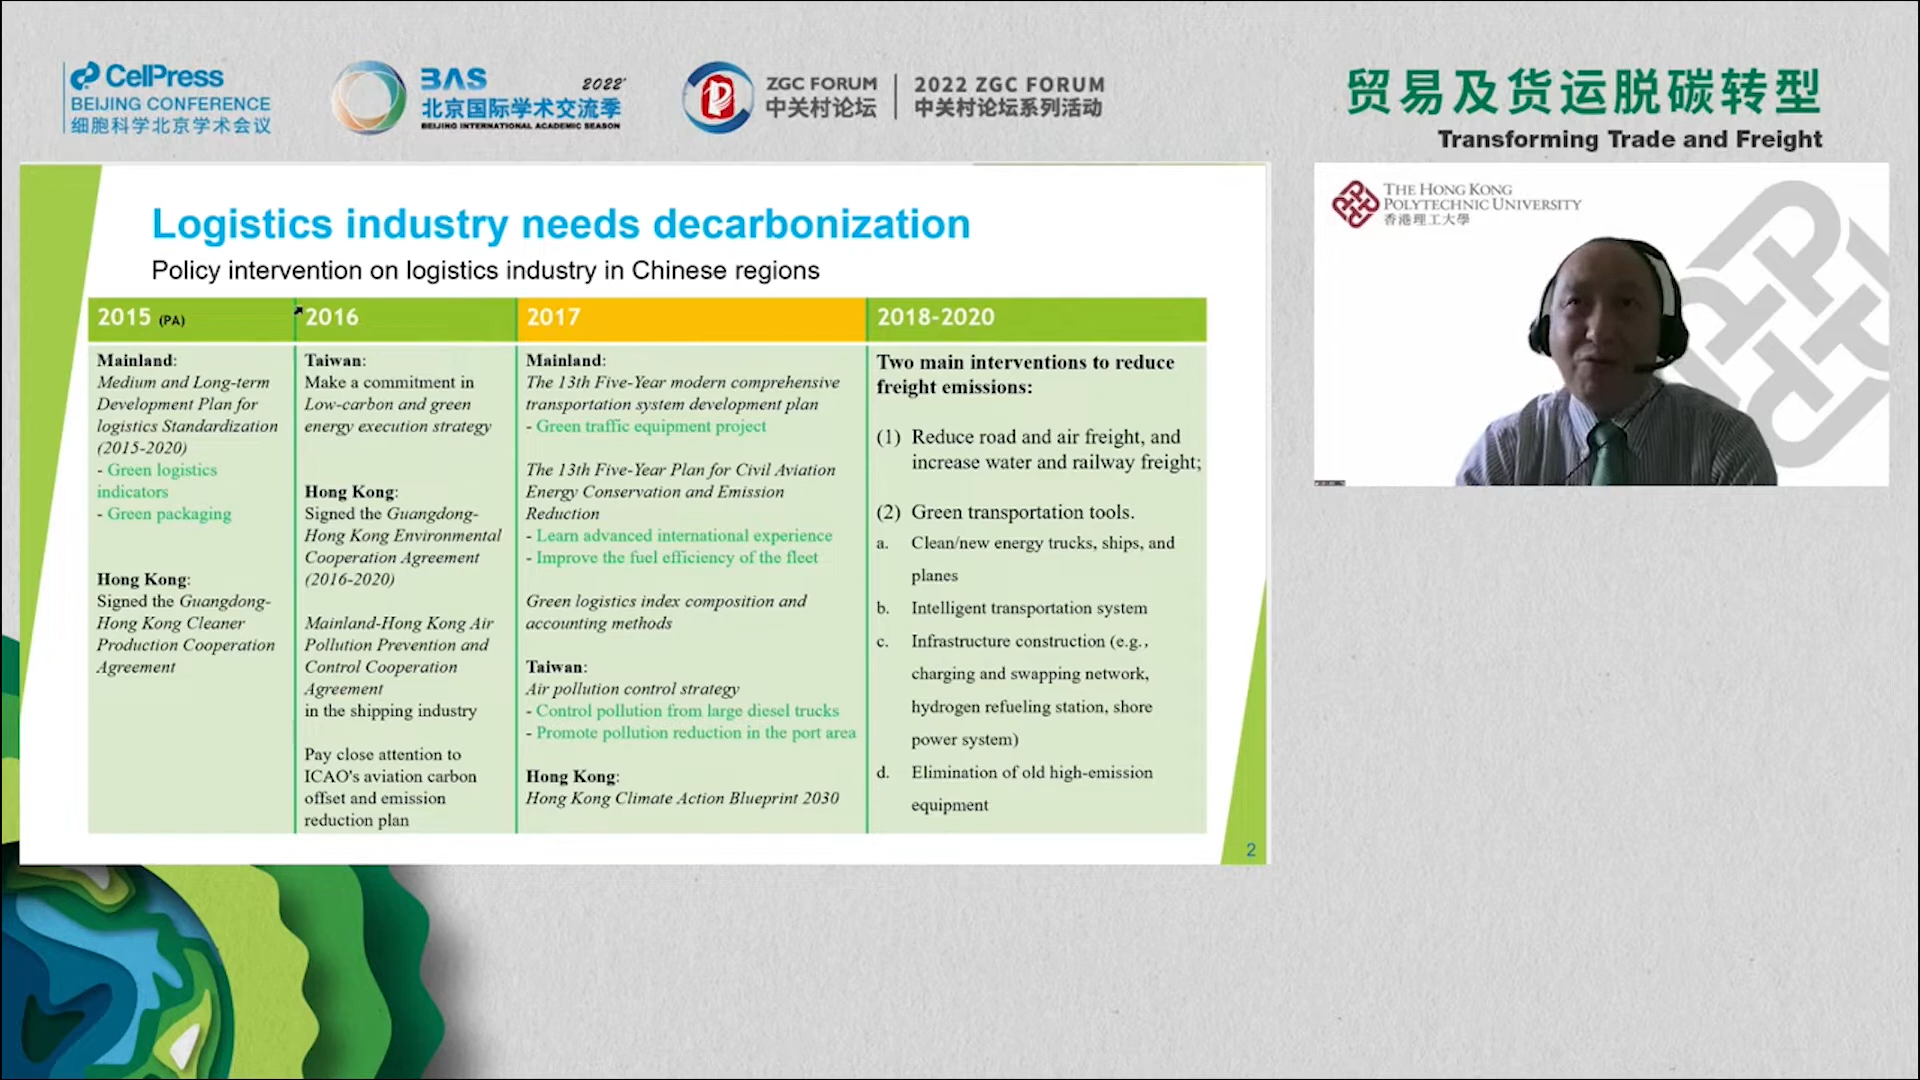 CellPress
BEIJING CONFERENCE
细胞科学北京学术会议
BAS 2022
北京国际学术交流季
BEIJING INTERNATIONAL ACADEMIC SEASON
ZGC FORUM
中关村论坛
2022 ZGC FORUM
中关村论坛系列活动
贸易及货运脱碳转型
Transforming Trade and Freight
THE HONG KONG
POLYTECHNIC UNIVERSITY
香港理工大學
Logistics industry needs decarbonization
Policy intervention on logistics industry in Chinese regions
2015 (PA)
Mainland:
Medium and Long-term
Development Plan for
logistics Standardization
(2015-2020)
- Green logistics
indicators
- Green packaging
Hong Kong:
Signed the Guangdong-
Hong Kong Cleaner
Production Cooperation
Agreement
2016
Taiwan:
Make a commitment in
Low-carbon and green
energy execution strategy
Hong Kong:
Signed the Guangdong-
Hong Kong Environmental
Cooperation Agreement
(2016-2020)
Mainland-Hong Kong Air
Pollution Prevention and
Control Cooperation
Agreement
in the shipping industry
Pay close attention to
ICAO's aviation carbon
offset and emission
reduction plan
2017
Mainland:
The 13th Five-Year modern comprehensive
transportation system development plan
- Green traffic equipment project
The 13th Five-Year Plan for Civil Aviation
Energy Conservation and Emission
Reduction
- Learn advanced international experience
- Improve the fuel efficiency of the fleet
Green logistics index composition and
accounting methods
Taiwan:
Air pollution control strategy
- Control pollution from large diesel trucks
- Promote pollution reduction in the port area
Hong Kong:
Hong Kong Climate Action Blueprint 2030
2018-2020
Two main interventions to reduce
freight emissions:
(1) Reduce road and air freight, and
increase water and railway freight;
(2) Green transportation tools.
a. Clean/new energy trucks, ships, and
planes
b. Intelligent transportation system
c. Infrastructure construction (e.g.,
charging and swapping network,
hydrogen refueling station, shore
power system)
d. Elimination of old high-emission
equipment
2